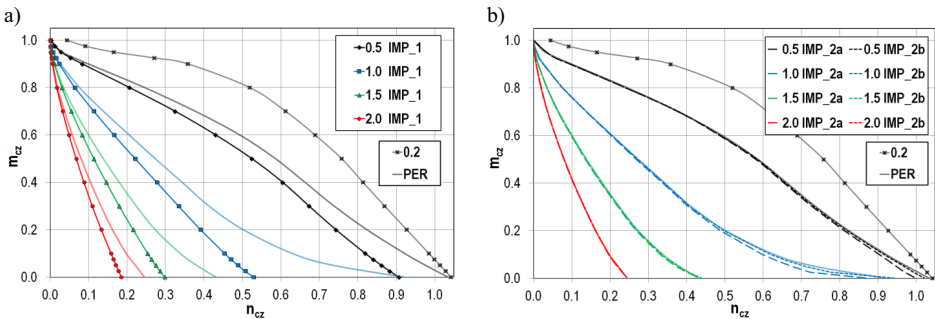 a)
1.0
0.8
0.6
0.4
0.2
0.0
m_cz
0.0 0.1 0.2 0.3 0.4 0.5 0.6 0.7 0.8 0.9 1.0
n_cz
0.5 IMP_1
1.0 IMP_1
1.5 IMP_1
2.0 IMP_1
0.2
PER
b)
1.0
0.8
0.6
0.4
0.2
0.0
m_cz
0.0 0.1 0.2 0.3 0.4 0.5 0.6 0.7 0.8 0.9 1.0
n_cz
0.5 IMP_2a 0.5 IMP_2b
1.0 IMP_2a 1.0 IMP_2b
1.5 IMP_2a 1.5 IMP_2b
2.0 IMP_2a 2.0 IMP_2b
0.2
PER